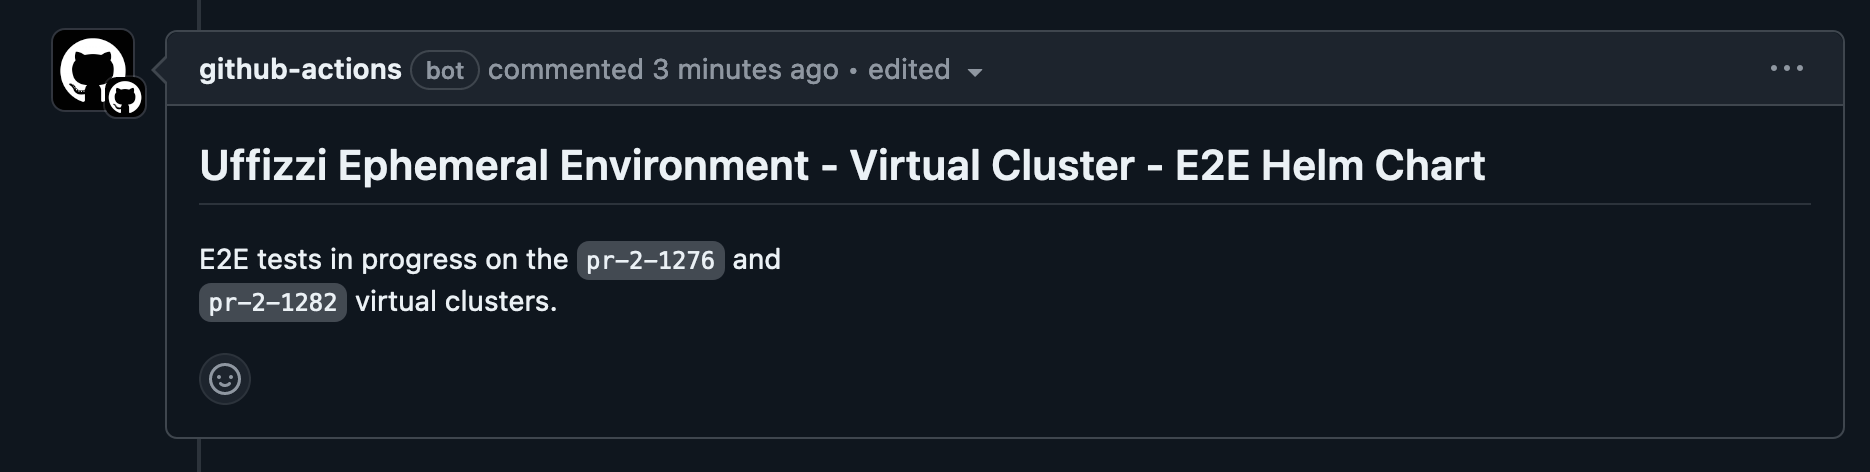 github-actions bot commented 3 minutes ago • edited
Uffizzi Ephemeral Environment - Virtual Cluster - E2E Helm Chart
E2E tests in progress on the pr-2-1276 and
pr-2-1282 virtual clusters.